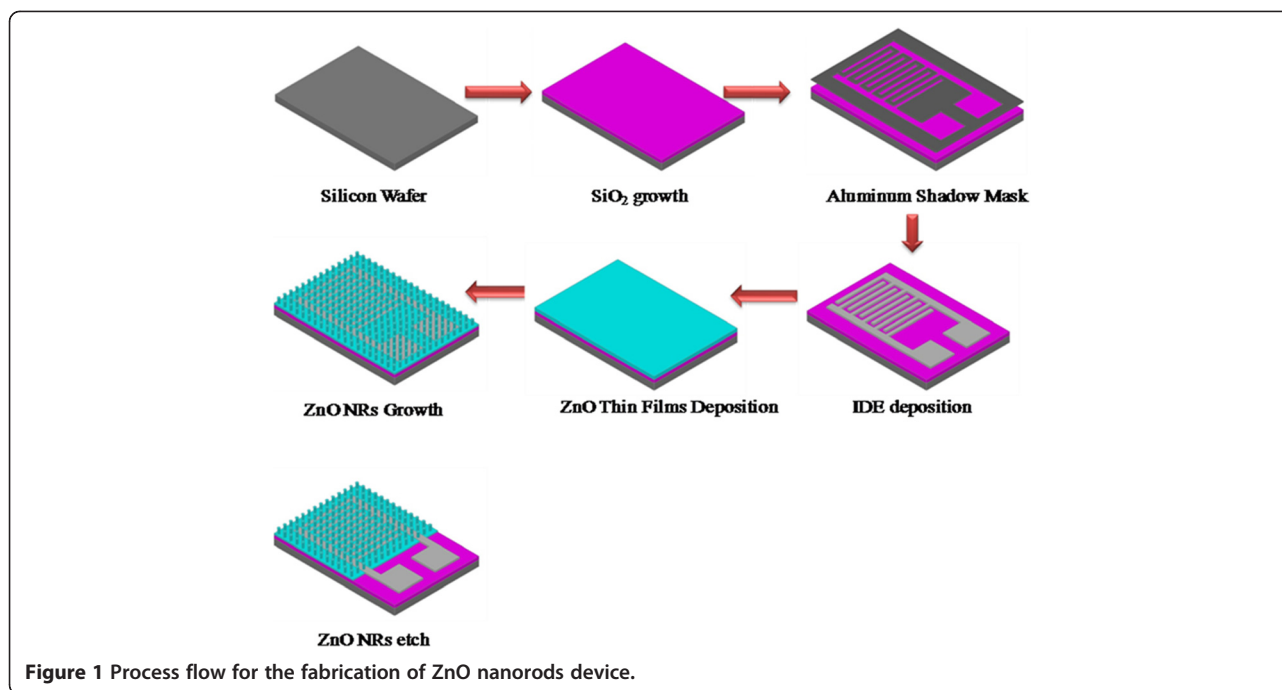 Silicon Wafer
SiO₂ growth
Aluminum Shadow Mask
ZnO NRs Growth
ZnO Thin Films Deposition
IDE deposition
ZnO NRs etch
Figure 1 Process flow for the fabrication of ZnO nanorods device.